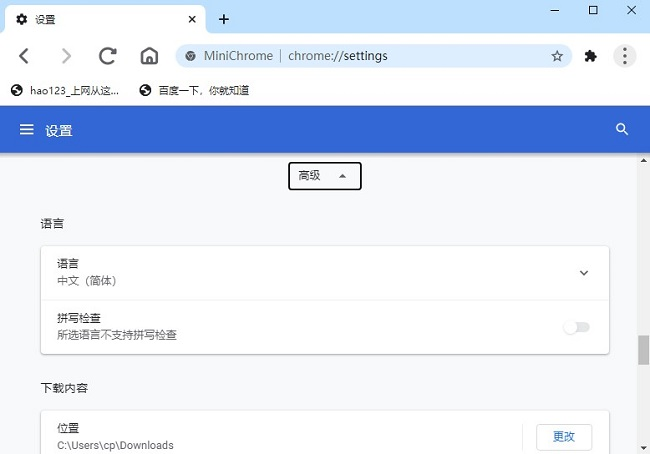 设置
MiniChrome | chrome://settings
hao123_上网从这...
百度一下，你就知道
设置
高级
语言
语言
中文（简体）
拼写检查
所选语言不支持拼写检查
下载内容
位置
C:\Users\cp\Downloads
更改